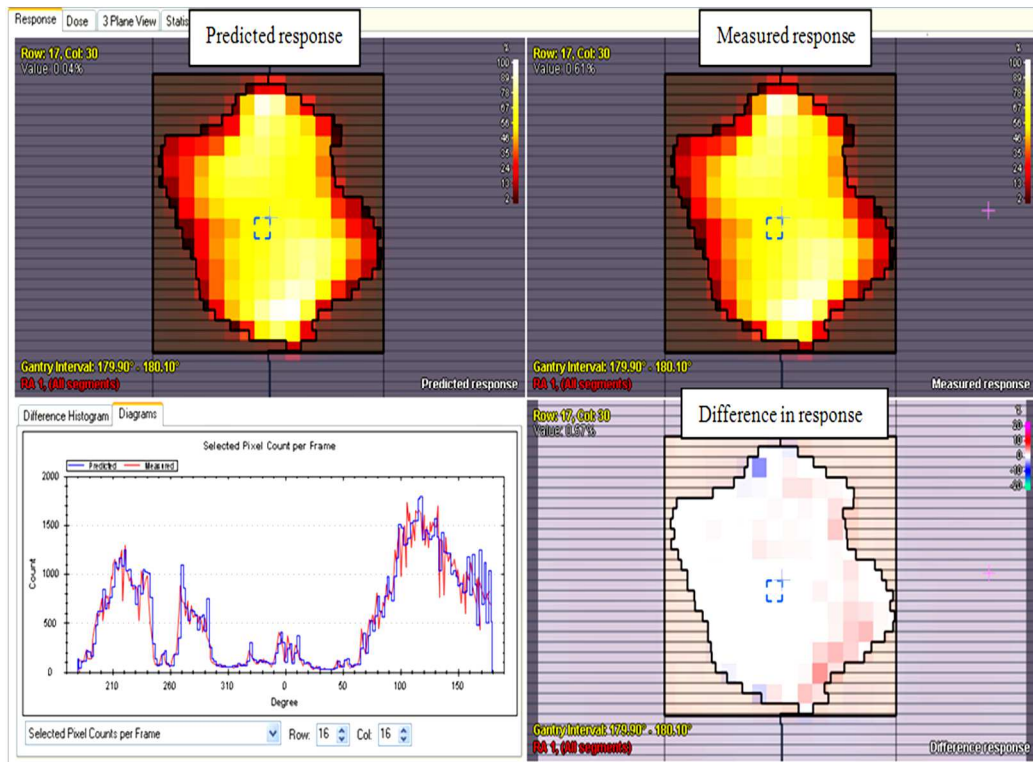 Response Dose 3 Plane View Statis
Predicted response
Row: 17, Col: 30
Value: 0.04%
%
100
89
78
67
56
46
35
24
13
2
Gantry Interval: 179.90° - 180.10°
RA 1, (All segments)
Predicted response
Measured response
Row: 17, Col: 30
Value: 0.61%
%
100
89
78
67
56
46
35
24
13
2
Gantry Interval: 179.90° - 180.10°
RA 1, (All segments)
Measured response
Difference Histogram Diagrams
Selected Pixel Count per Frame
Predicted Measured
2000
1500
1000
500
0
Count
210 260 310 0 50 100 150
Degree
Selected Pixel Counts per Frame Row: 16 Col: 16
Difference in response
Row: 17, Col: 30
Value: 0.57%
%
20
10
0
-10
-20
Gantry Interval: 179.90° - 180.10°
RA 1, (All segments)
Difference response